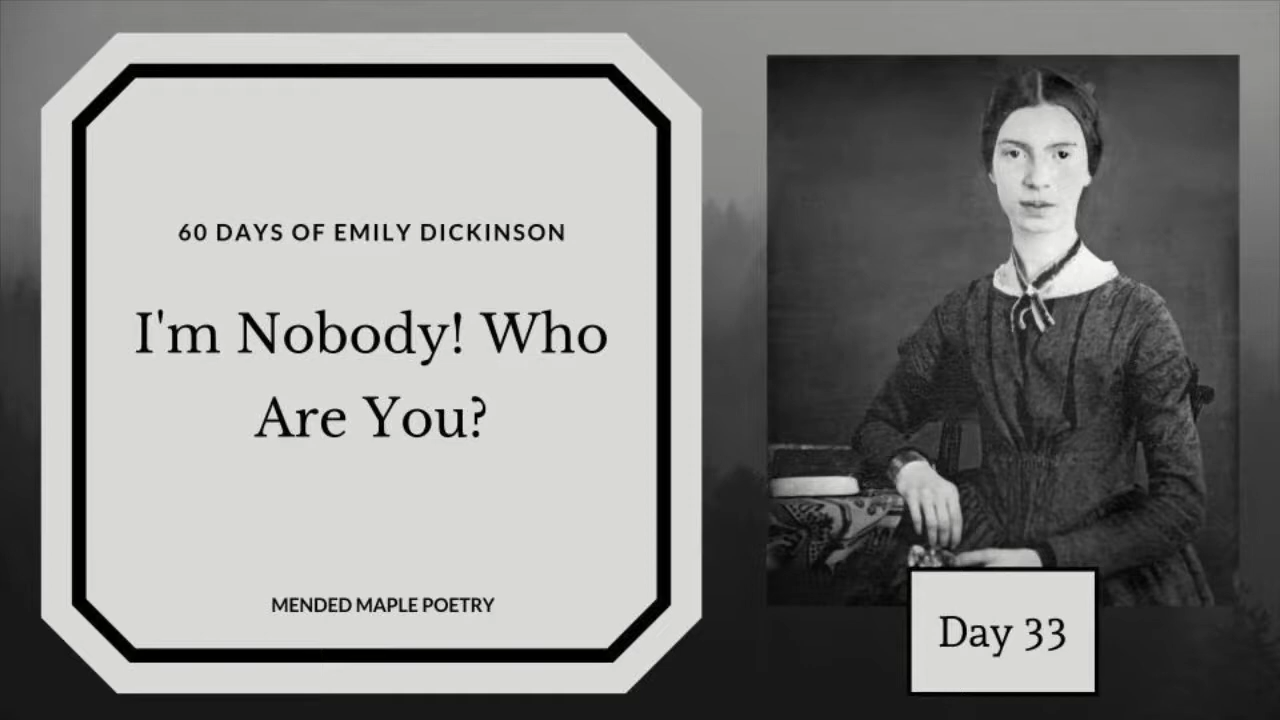 60 DAYS OF EMILY DICKINSON
I'm Nobody! Who
Are You?
MENDED MAPLE POETRY
Day 33